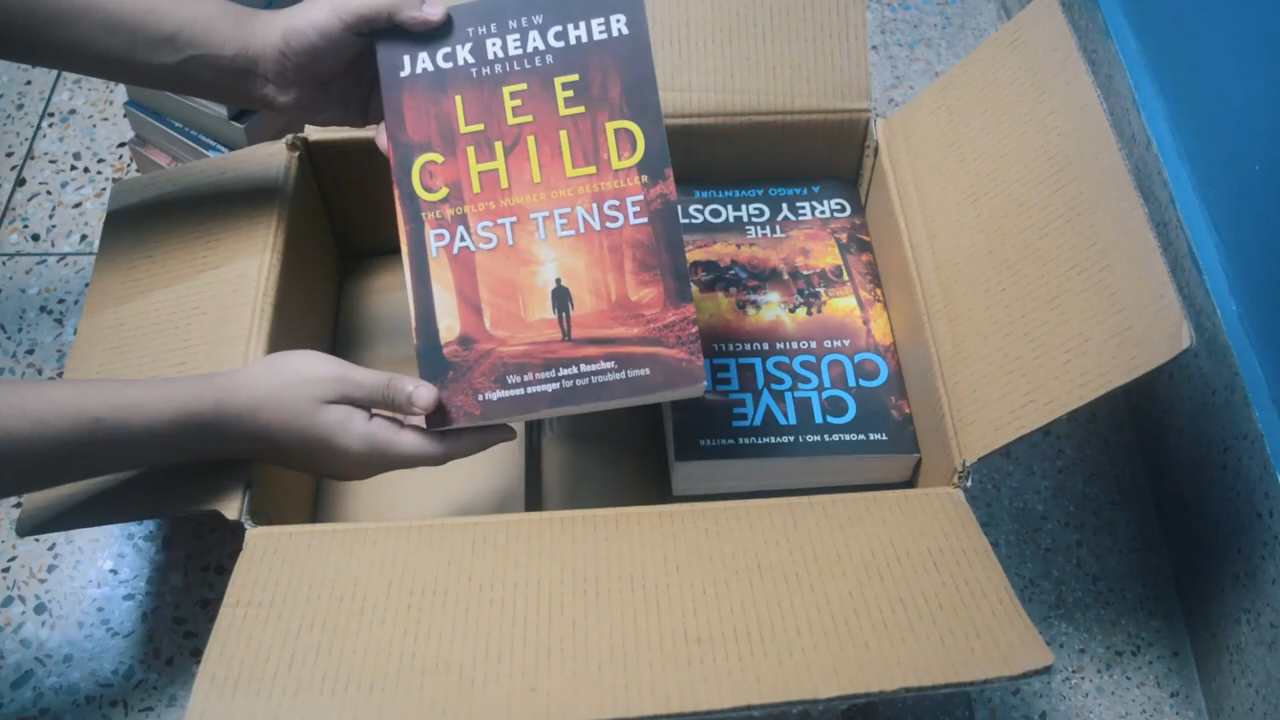 THE NEW
JACK REACHER
THRILLER
LEE
CHILD
THE WORLD'S NUMBER ONE BESTSELLER
PAST TENSE
We all need Jack Reacher,
a righteous avenger for our troubled times
THE WORLD'S NO.1 ADVENTURE WRITER
CLIVE
CUSSLER
AND ROBIN BURCELL
THE
GREY GHOST
A FARGO ADVENTURE